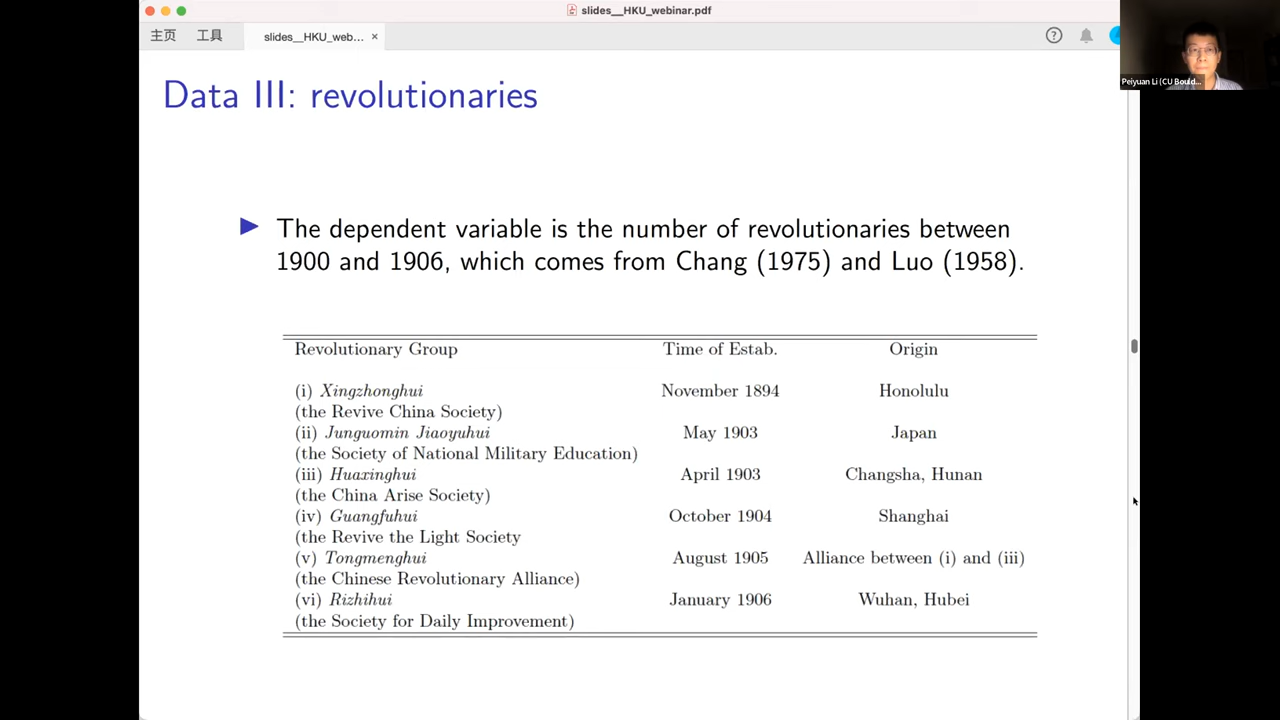 slides__HKU_webinar.pdf
主页 工具 slides__HKU_web... ×
Peiyuan Li (CU Bould...
Data III: revolutionaries
▶ The dependent variable is the number of revolutionaries between
1900 and 1906, which comes from Chang (1975) and Luo (1958).
Revolutionary Group Time of Estab. Origin
(i) Xingzhonghui November 1894 Honolulu
(the Revive China Society)
(ii) Junguomin Jiaoyuhui May 1903 Japan
(the Society of National Military Education)
(iii) Huaxinghui April 1903 Changsha, Hunan
(the China Arise Society)
(iv) Guangfuhui October 1904 Shanghai
(the Revive the Light Society
(v) Tongmenghui August 1905 Alliance between (i) and (iii)
(the Chinese Revolutionary Alliance)
(vi) Rizhihui January 1906 Wuhan, Hubei
(the Society for Daily Improvement)